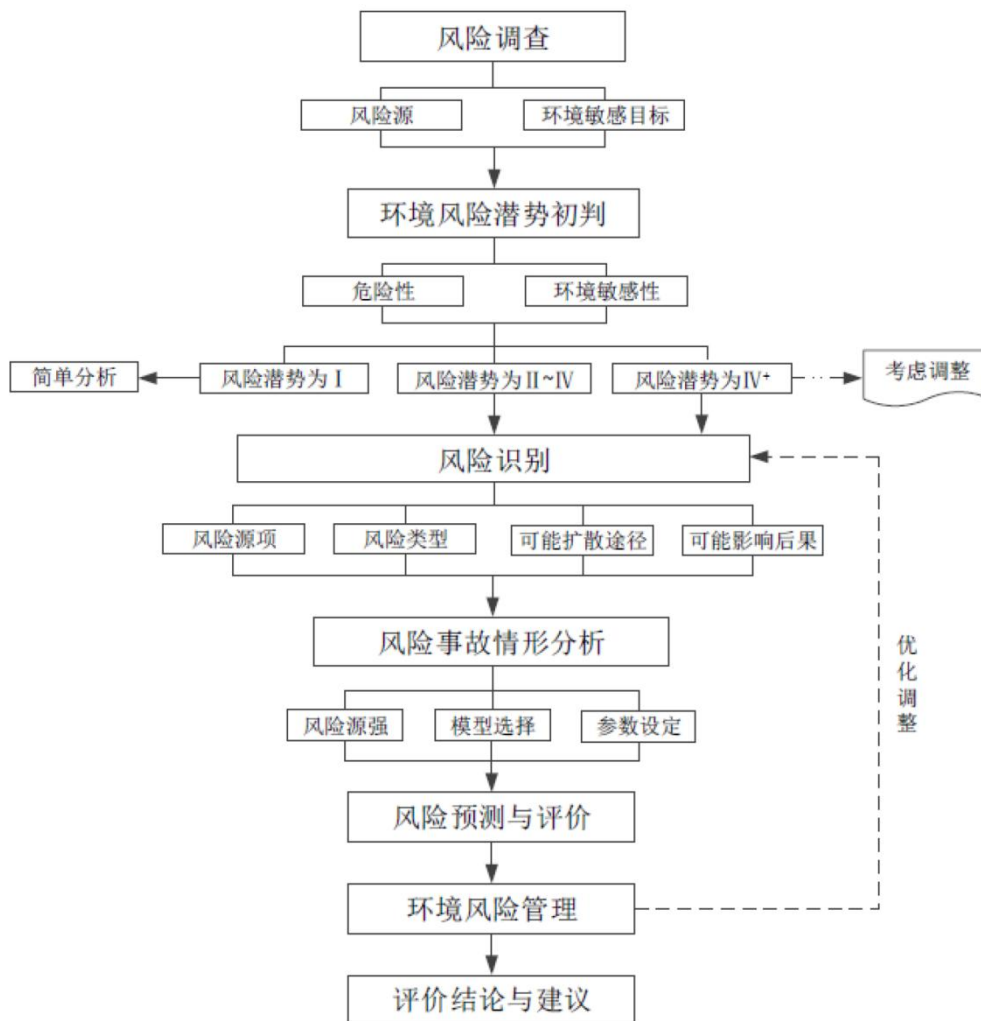 风险调查
风险源
环境敏感目标
环境风险潜势初判
危险性
环境敏感性
简单分析
风险潜势为Ⅰ
风险潜势为Ⅱ~Ⅳ
风险潜势为Ⅳ+
考虑调整
风险识别
风险源项
风险类型
可能扩散途径
可能影响后果
风险事故情形分析
优化调整
风险源强
模型选择
参数设定
风险预测与评价
环境风险管理
评价结论与建议